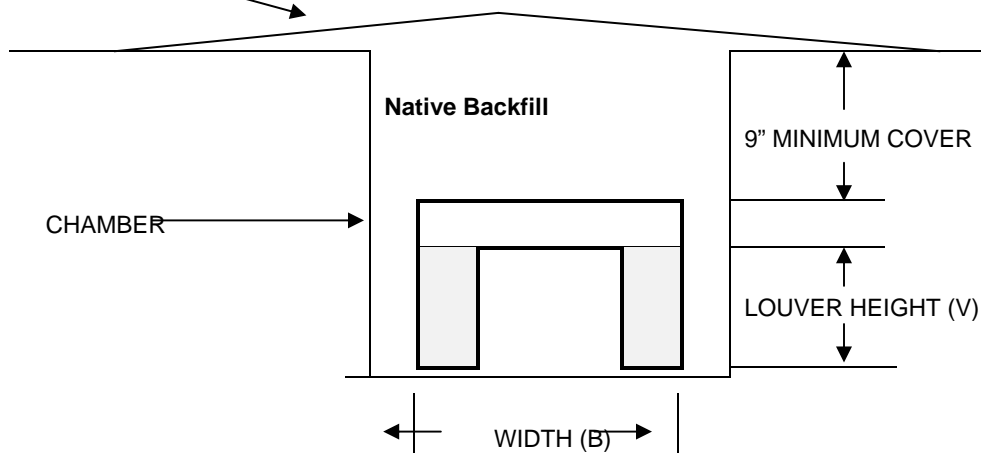 Native Backfill
9” MINIMUM COVER
CHAMBER
LOUVER HEIGHT (V)
WIDTH (B)